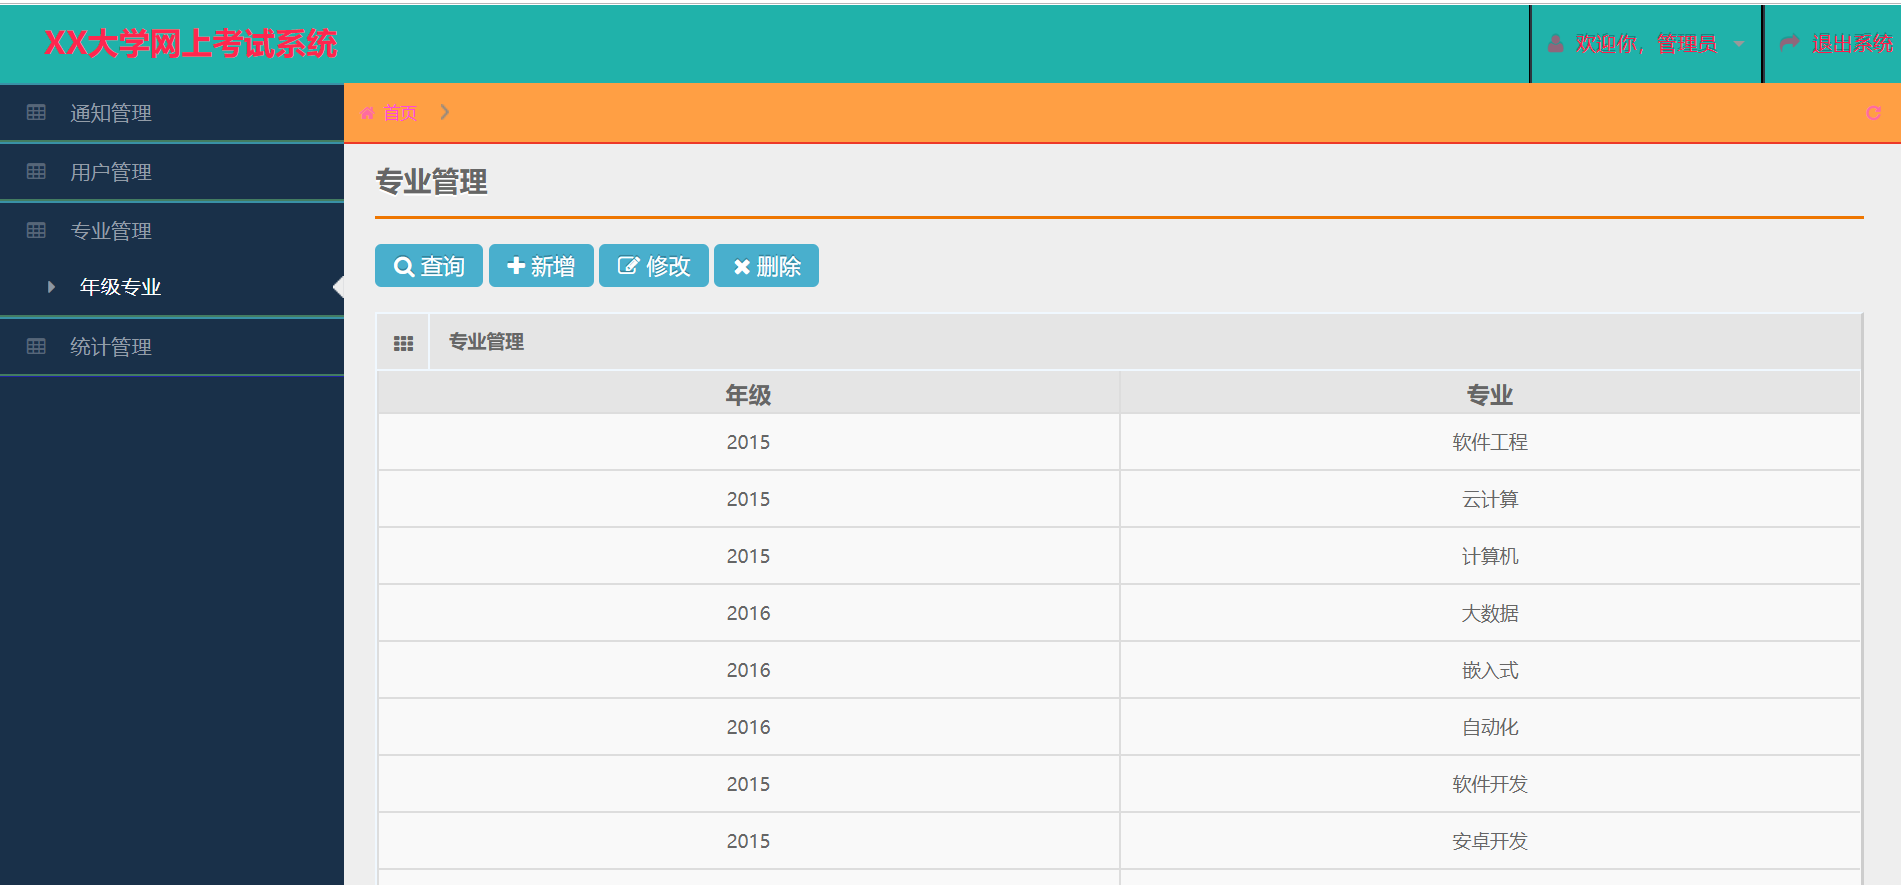 XX大学网上考试系统
欢迎你，管理员
退出系统
通知管理
用户管理
专业管理
年级专业
统计管理
首页
专业管理
查询 新增 修改 删除
专业管理
年级 专业
2015 软件工程
2015 云计算
2015 计算机
2016 大数据
2016 嵌入式
2016 自动化
2015 软件开发
2015 安卓开发